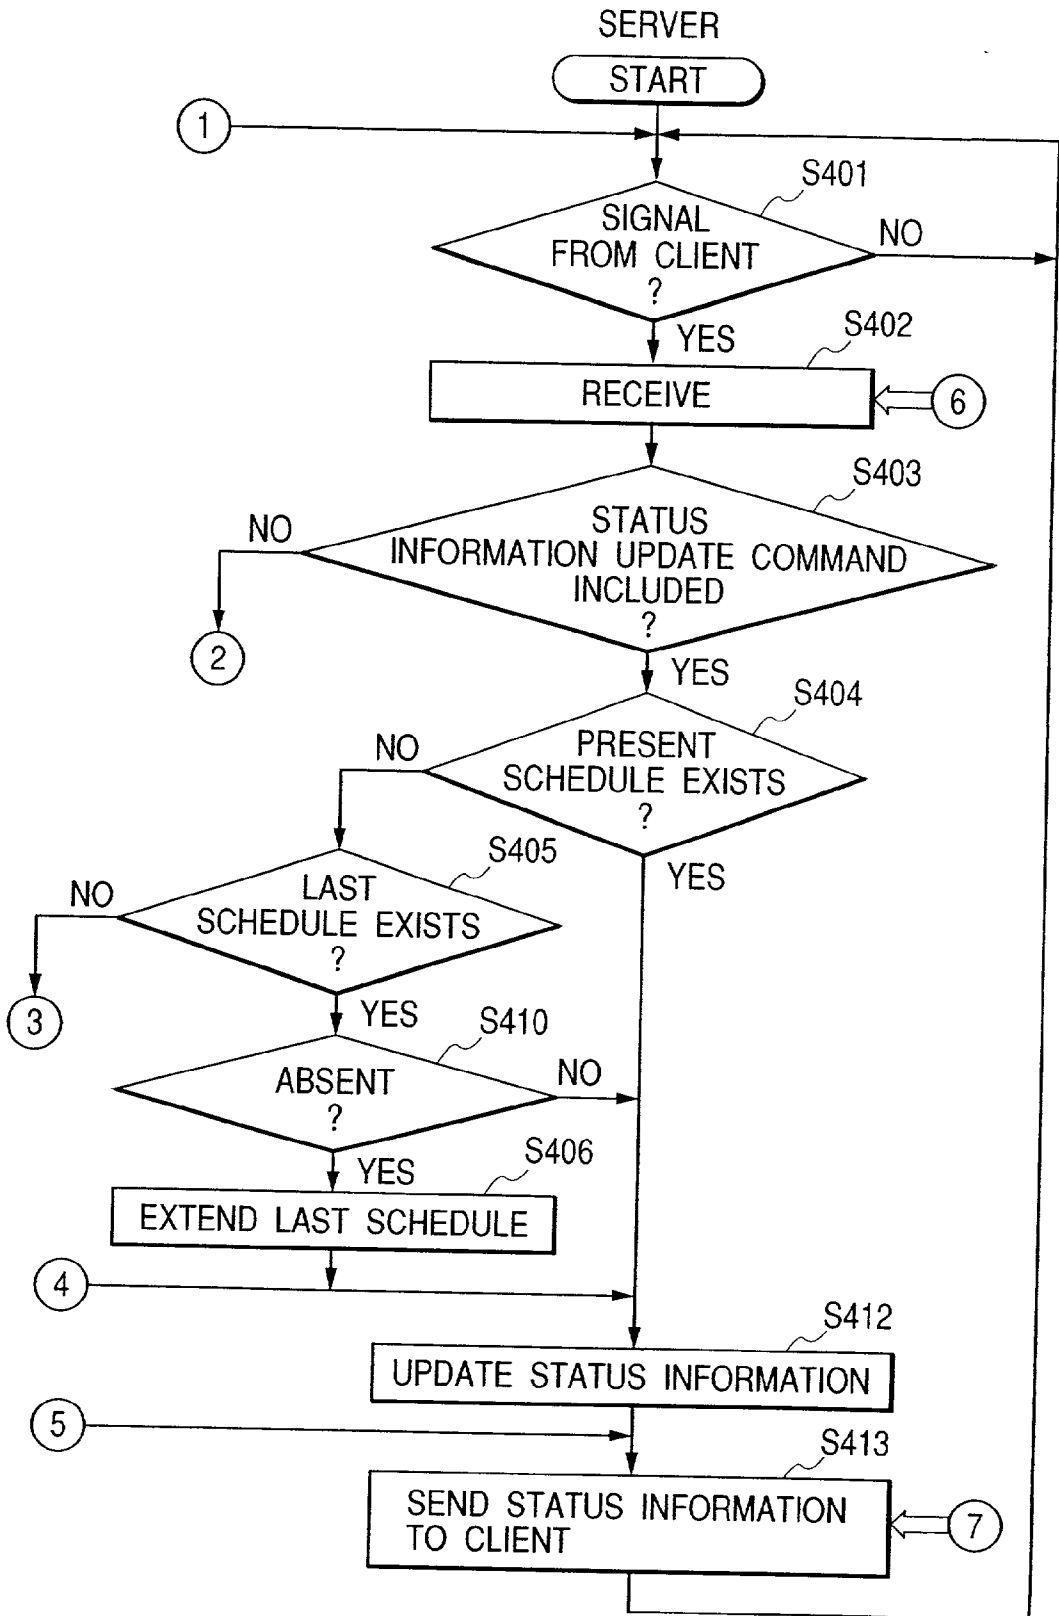 SERVER
START
1
S401
SIGNAL
FROM CLIENT
?
NO
YES
S402
RECEIVE
6
S403
STATUS
INFORMATION UPDATE COMMAND
INCLUDED
?
NO
2
YES
S404
PRESENT
SCHEDULE EXISTS
?
NO
YES
S405
LAST
SCHEDULE EXISTS
?
NO
3
YES
S410
ABSENT
?
NO
YES
S406
EXTEND LAST SCHEDULE
4
S412
UPDATE STATUS INFORMATION
5
S413
SEND STATUS INFORMATION
TO CLIENT
7